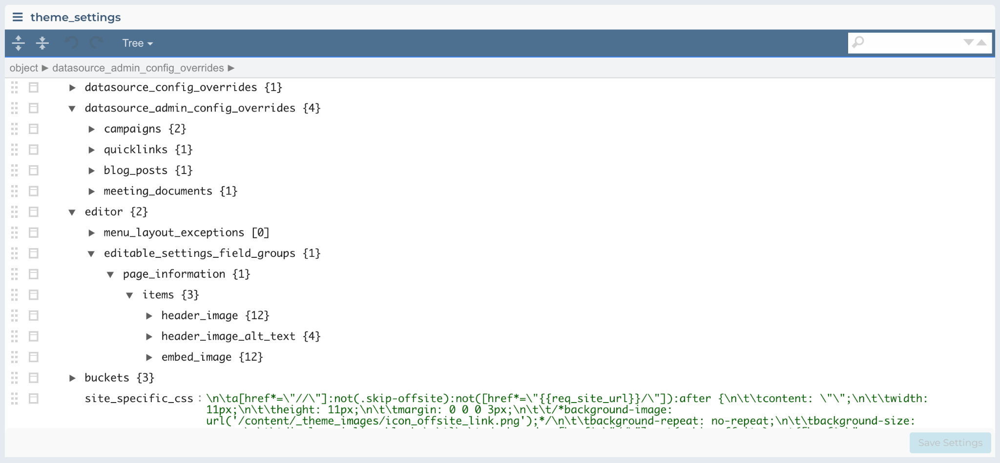 theme_settings
Tree
object ► datasource_admin_config_overrides ►
datasource_config_overrides {1}
datasource_admin_config_overrides {4}
campaigns {2}
quicklinks {1}
blog_posts {1}
meeting_documents {1}
editor {2}
menu_layout_exceptions [0]
editable_settings_field_groups {1}
page_information {1}
items {3}
header_image {12}
header_image_alt_text {4}
embed_image {12}
buckets {3}
site_specific_css : \n\ta[href*=\"//\"]:not(.skip-offsite):not([href*=\"{{req_site_url}}/\"]):after {\n\t\tcontent: \"\";\n\t\twidth:
11px;\n\t\theight: 11px;\n\t\tmargin: 0 0 0 3px;\n\t\t/*background-image:
url('/content/_theme_images/icon_offsite_link.png');*/\n\t\tbackground-repeat: no-repeat;\n\t\tbackground-size:
Save Settings